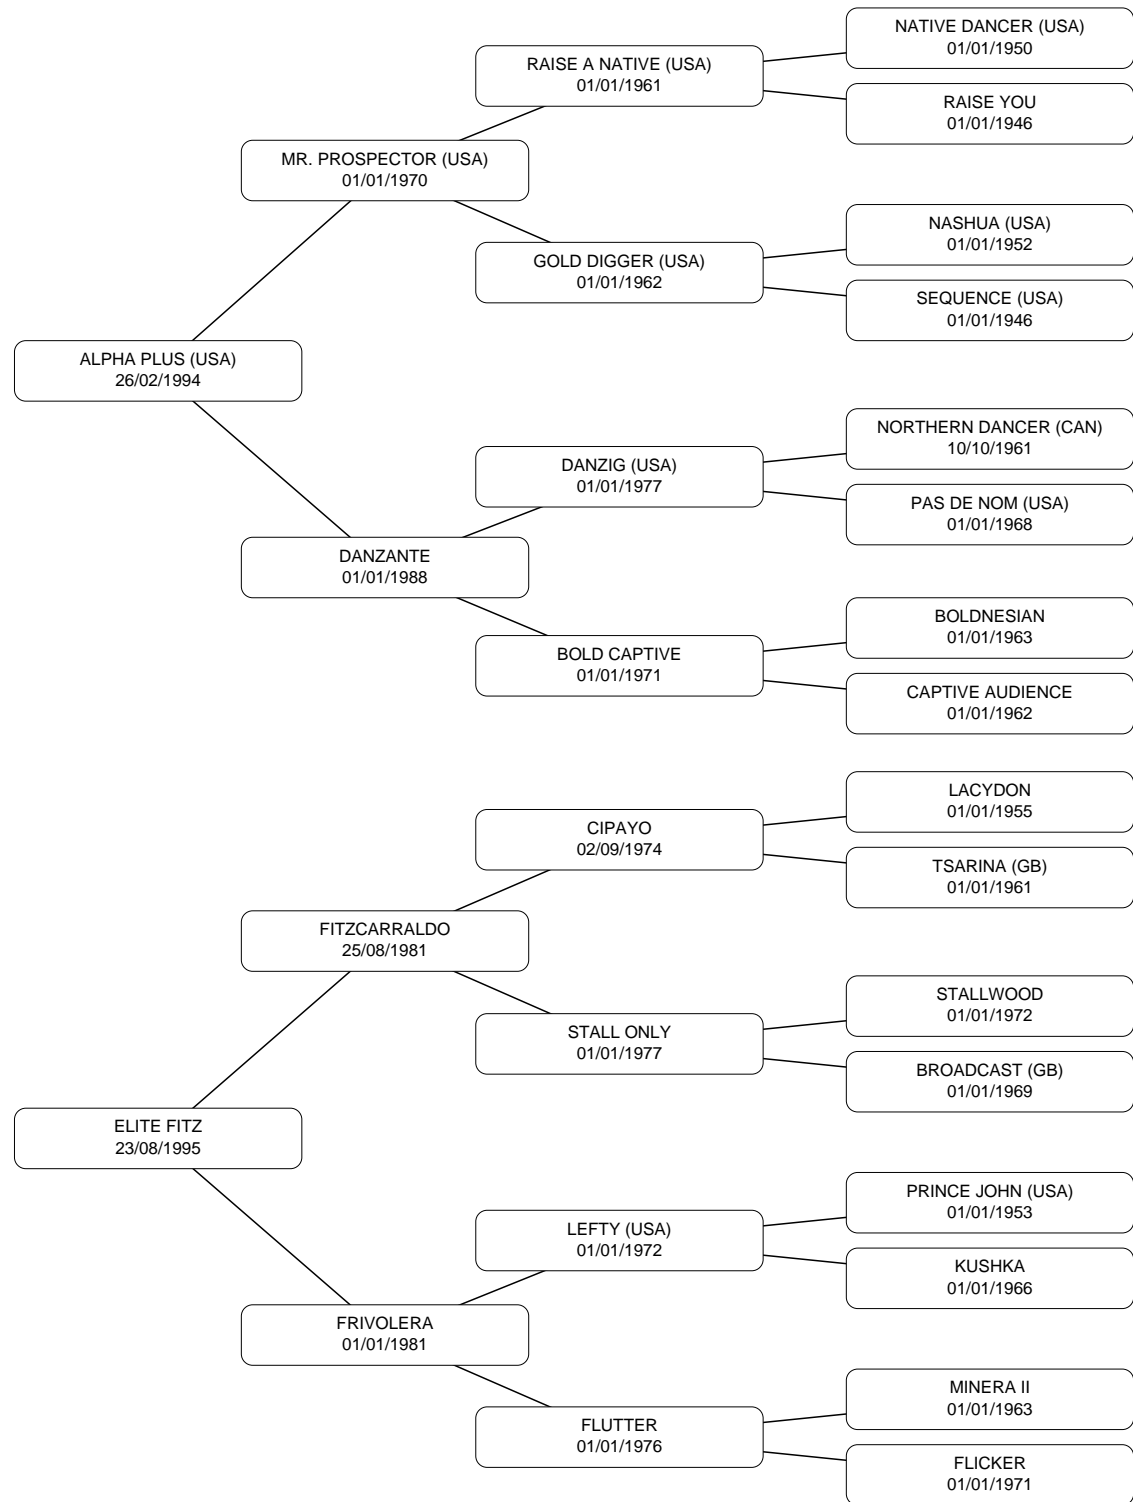 NATIVE DANCER (USA)
01/01/1950
RAISE A NATIVE (USA)
01/01/1961
RAISE YOU
01/01/1946
MR. PROSPECTOR (USA)
01/01/1970
NASHUA (USA)
01/01/1952
GOLD DIGGER (USA)
01/01/1962
SEQUENCE (USA)
01/01/1946
ALPHA PLUS (USA)
26/02/1994
NORTHERN DANCER (CAN)
10/10/1961
DANZIG (USA)
01/01/1977
PAS DE NOM (USA)
01/01/1968
DANZANTE
01/01/1988
BOLDNESIAN
01/01/1963
BOLD CAPTIVE
01/01/1971
CAPTIVE AUDIENCE
01/01/1962
LACYDON
01/01/1955
CIPAYO
02/09/1974
TSARINA (GB)
01/01/1961
FITZCARRALDO
25/08/1981
STALLWOOD
01/01/1972
STALL ONLY
01/01/1977
BROADCAST (GB)
01/01/1969
ELITE FITZ
23/08/1995
PRINCE JOHN (USA)
01/01/1953
LEFTY (USA)
01/01/1972
KUSHKA
01/01/1966
FRIVOLERA
01/01/1981
MINERA II
01/01/1963
FLUTTER
01/01/1976
FLICKER
01/01/1971